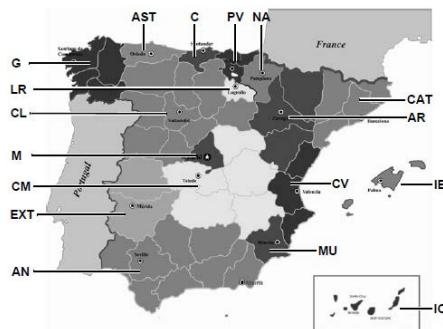 AST
C
PV
NA
G
LR
CL
M
CM
EXT
AN
CAT
AR
CV
IB
MU
IC
France
Portugal
Oviedo
Santander
Pamplona
Logroño
Valladolid
Zaragoza
Barcelona
Toledo
Valencia
Palma
Mérida
Sevilla
Murcia